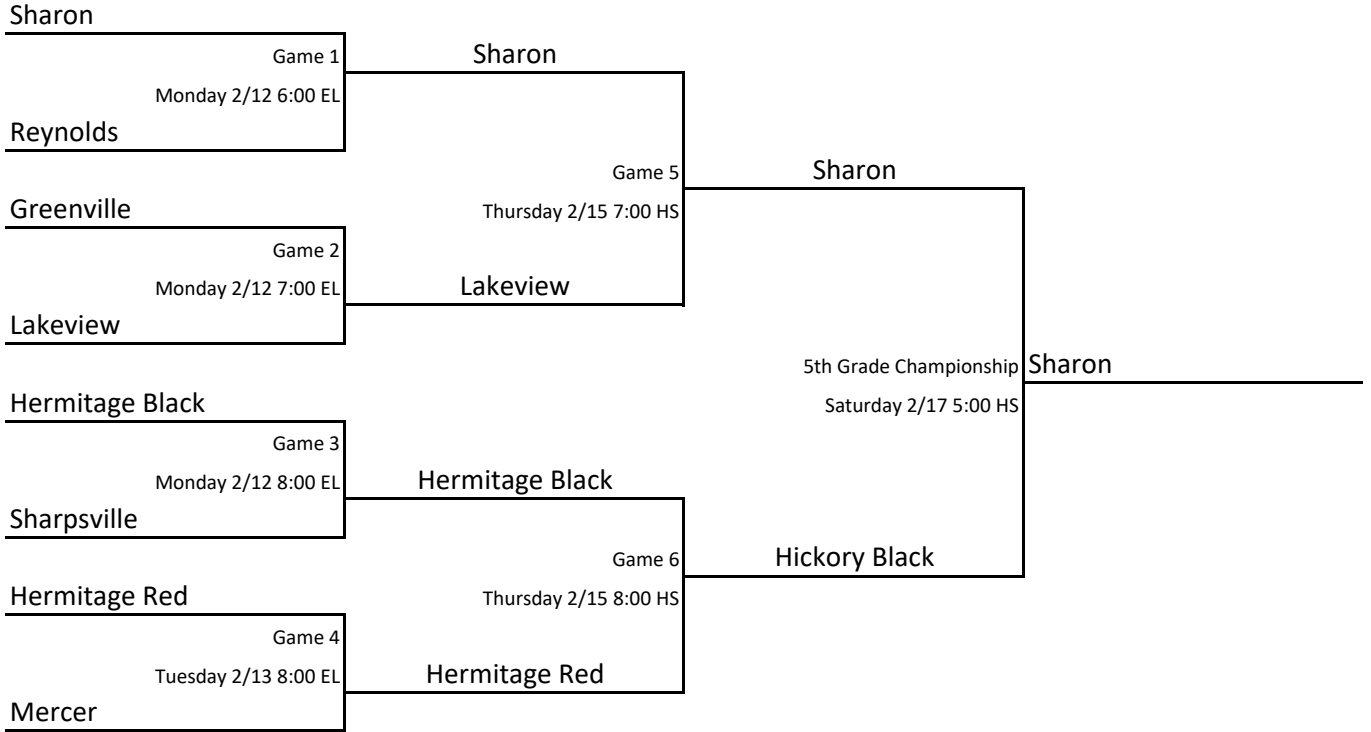 Sharon
Game 1
Monday 2/12 6:00 EL
Reynolds
Sharon
Greenville
Game 2
Monday 2/12 7:00 EL
Lakeview
Lakeview
Game 5
Thursday 2/15 7:00 HS
Sharon
Hermitage Black
Game 3
Monday 2/12 8:00 EL
Sharpsville
Hermitage Black
Hermitage Red
Game 4
Tuesday 2/13 8:00 EL
Mercer
Hermitage Red
Game 6
Thursday 2/15 8:00 HS
Hickory Black
5th Grade Championship
Saturday 2/17 5:00 HS
Sharon